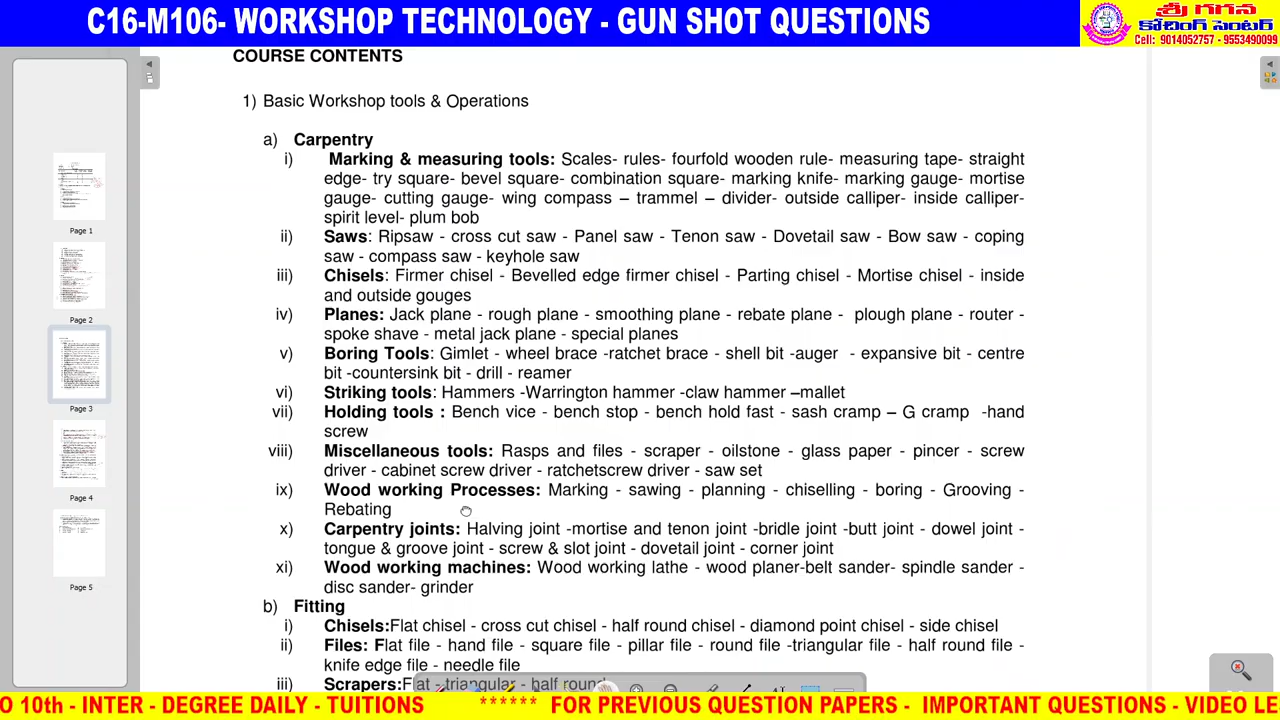 C16-M106- WORKSHOP TECHNOLOGY - GUN SHOT QUESTIONS
శ్రీ గగన
కోచింగ్ సెంటర్
Cell: 9014052757 - 9553490099
COURSE CONTENTS
1) Basic Workshop tools & Operations
a) Carpentry
i) Marking & measuring tools: Scales- rules- fourfold wooden rule- measuring tape- straight
edge- try square- bevel square- combination square- marking knife- marking gauge- mortise
gauge- cutting gauge- wing compass – trammel – divider- outside calliper- inside calliper-
spirit level- plum bob
ii) Saws: Ripsaw - cross cut saw - Panel saw - Tenon saw - Dovetail saw - Bow saw - coping
saw - compass saw - keyhole saw
iii) Chisels: Firmer chisel - Bevelled edge firmer chisel - Parting chisel - Mortise chisel - inside
and outside gouges
iv) Planes: Jack plane - rough plane - smoothing plane - rebate plane - plough plane - router -
spoke shave - metal jack plane - special planes
v) Boring Tools: Gimlet - wheel brace -ratchet brace - shell bit -auger - expansive bit - centre
bit -countersink bit - drill - reamer
vi) Striking tools: Hammers -Warrington hammer -claw hammer –mallet
vii) Holding tools : Bench vice - bench stop - bench hold fast - sash cramp – G cramp -hand
screw
viii) Miscellaneous tools: Rasps and files - scraper - oilstone - glass paper - pincer - screw
driver - cabinet screw driver - ratchetscrew driver - saw set
ix) Wood working Processes: Marking - sawing - planning - chiselling - boring - Grooving -
Rebating
x) Carpentry joints: Halving joint -mortise and tenon joint -bridle joint -butt joint - dowel joint -
tongue & groove joint - screw & slot joint - dovetail joint - corner joint
xi) Wood working machines: Wood working lathe - wood planer-belt sander- spindle sander -
disc sander- grinder
b) Fitting
i) Chisels:Flat chisel - cross cut chisel - half round chisel - diamond point chisel - side chisel
ii) Files: Flat file - hand file - square file - pillar file - round file -triangular file - half round file -
knife edge file - needle file
iii) Scrapers:Flat - triangular - half round
Page 1
Page 2
Page 3
Page 4
Page 5
O 10th - INTER - DEGREE DAILY - TUITIONS ****** FOR PREVIOUS QUESTION PAPERS - IMPORTANT QUESTIONS - VIDEO LE